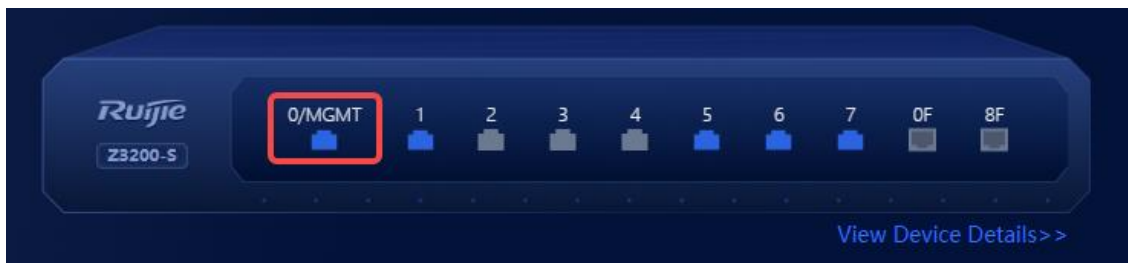 Ruijie
Z3200-S
0/MGMT 1 2 3 4 5 6 7 0F 8F
View Device Details>>